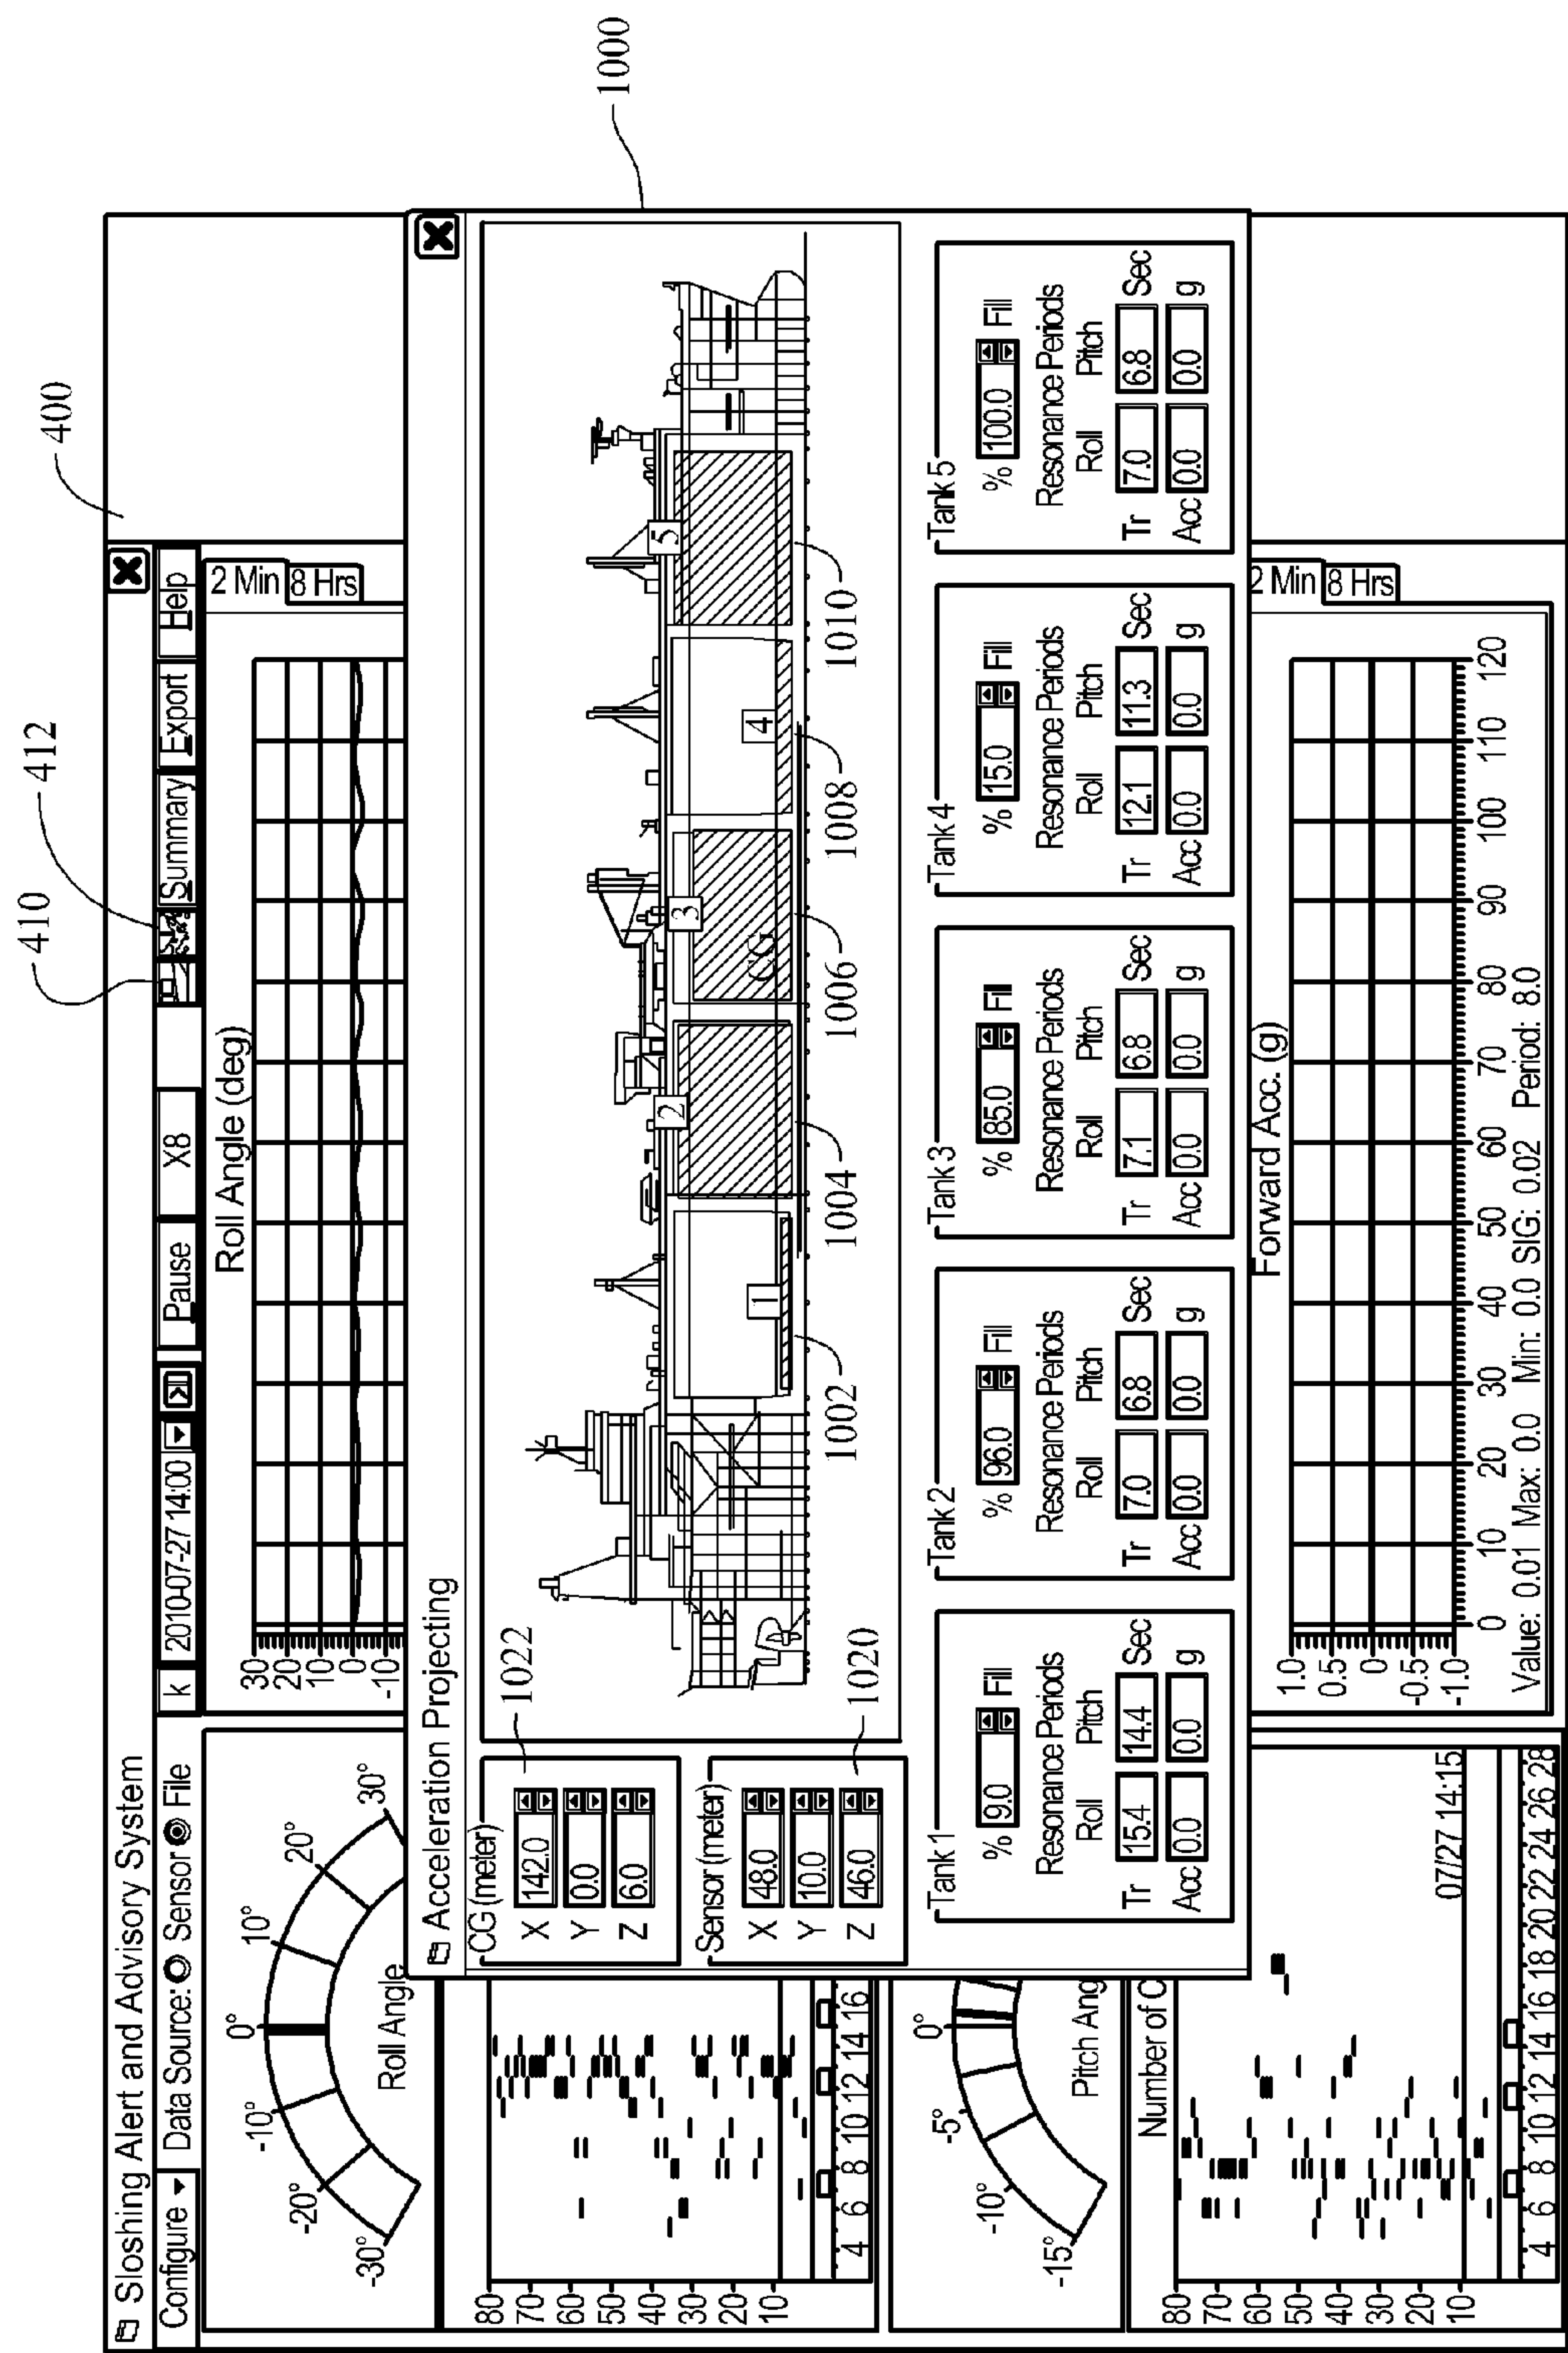 410
412
400
1000
Sloshing Alert and Advisory System
Configure Data Source: Sensor File
k 2010-07-27 14:00 Pause X8 Summary Export Help
-30° -20° -10° 0° 10° 20° 30°
Roll Angle
Roll Angle (deg)
2 Min
8 Hrs
30
20
10
0
-10
80
70
60
50
40
30
20
10
4 6 8 10 12 14 16
-15° -10° -5° 0°
Pitch Ang
Number of C
80
70
60
50
40
30
20
10
07/27 14:15
4 6 8 10 12 14 16 18 20 22 24 26 28
Acceleration Projecting
CG (meter)
X 142.0
Y 0.0
Z 6.0
1022
Sensor (meter)
X 48.0
Y 10.0
Z 46.0
1020
1 2 3 4 5
CG
1002 1004 1006 1008 1010
Tank 1
% 9.0 Fill
Resonance Periods
Roll Pitch
Tr 15.4 14.4 Sec
Acc 0.0 0.0 g
Tank 2
% 96.0 Fill
Resonance Periods
Roll Pitch
Tr 7.0 6.8 Sec
Acc 0.0 0.0 g
Tank 3
% 85.0 Fill
Resonance Periods
Roll Pitch
Tr 7.1 6.8 Sec
Acc 0.0 0.0 g
Tank 4
% 15.0 Fill
Resonance Periods
Roll Pitch
Tr 12.1 11.3 Sec
Acc 0.0 0.0 g
Tank 5
% 100.0 Fill
Resonance Periods
Roll Pitch
Tr 7.0 6.8 Sec
Acc 0.0 0.0 g
Forward Acc. (g)
2 Min
8 Hrs
1.0
0.5
0
-0.5
-1.0
0 10 20 30 40 50 60 70 80 90 100 110 120
Value: 0.01 Max: 0.0 Min: 0.0 SIG: 0.02 Period: 8.0